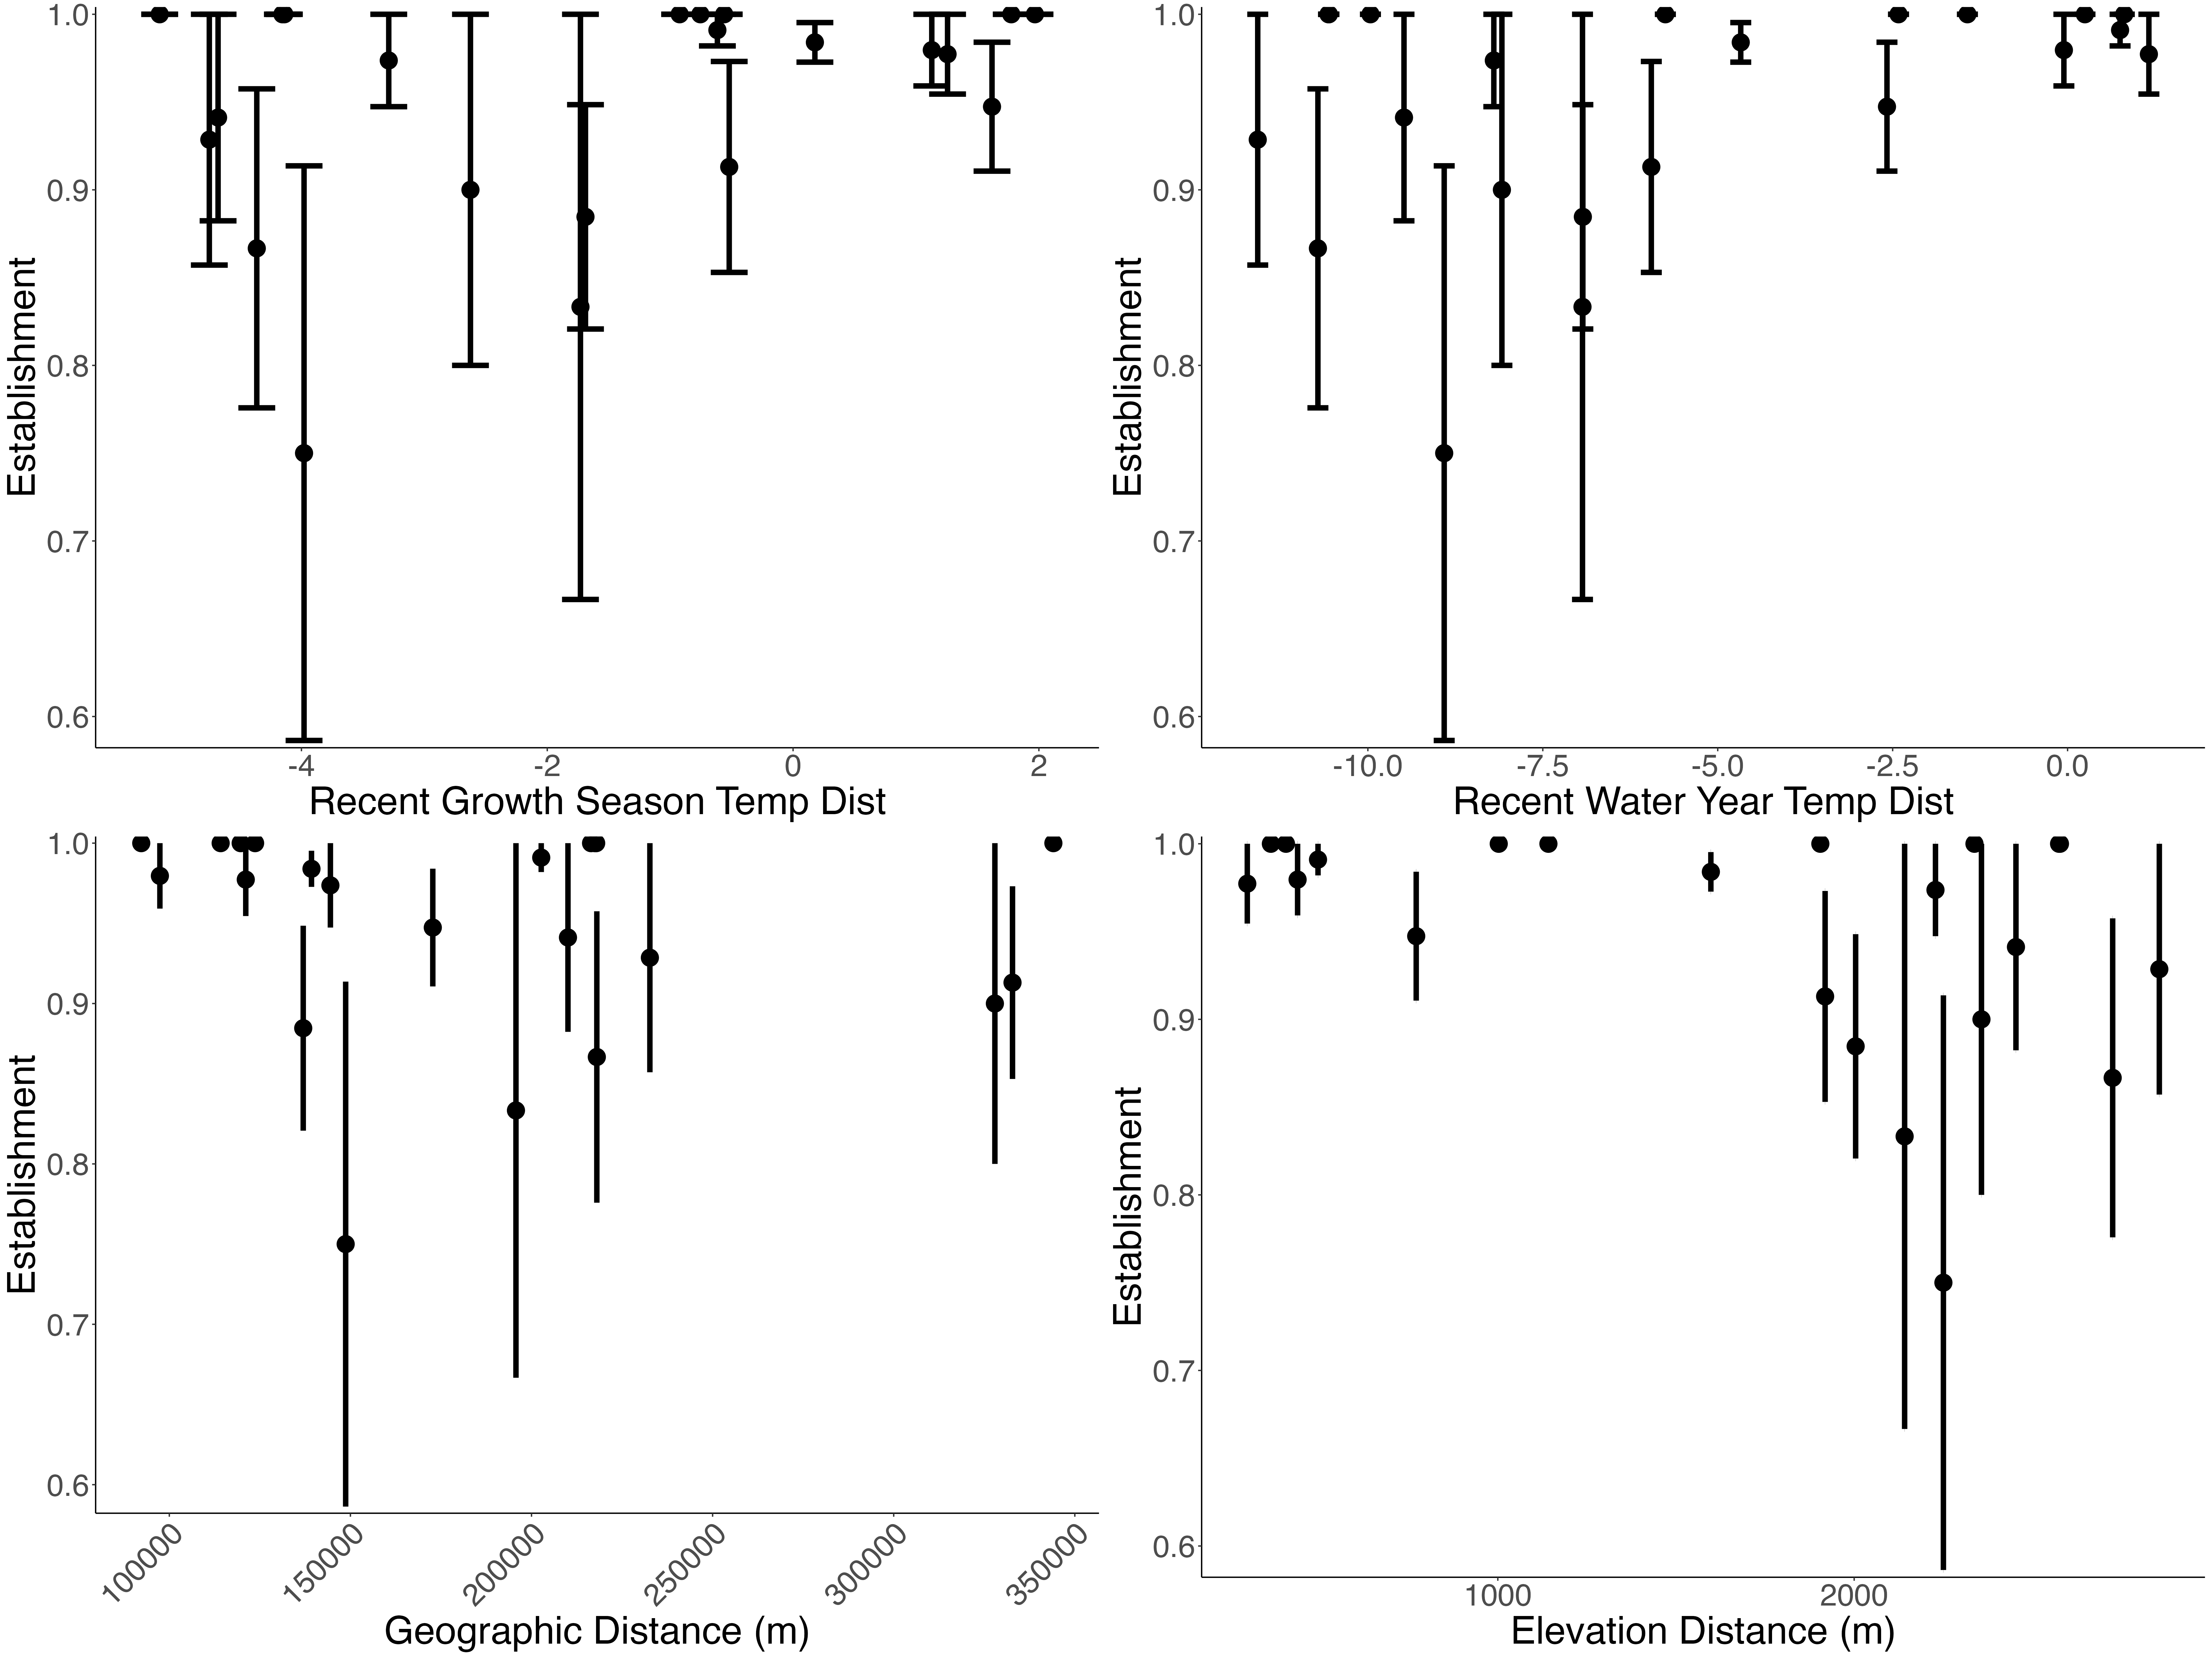 1.0
0.9
0.8
0.7
0.6
Establishment
-4 -2 0 2
Recent Growth Season Temp Dist
1.0
0.9
0.8
0.7
0.6
Establishment
-10.0 -7.5 -5.0 -2.5 0.0
Recent Water Year Temp Dist
1.0
0.9
0.8
0.7
0.6
Establishment
100000 150000 200000 250000 300000 350000
Geographic Distance (m)
1.0
0.9
0.8
0.7
0.6
Establishment
1000 2000
Elevation Distance (m)